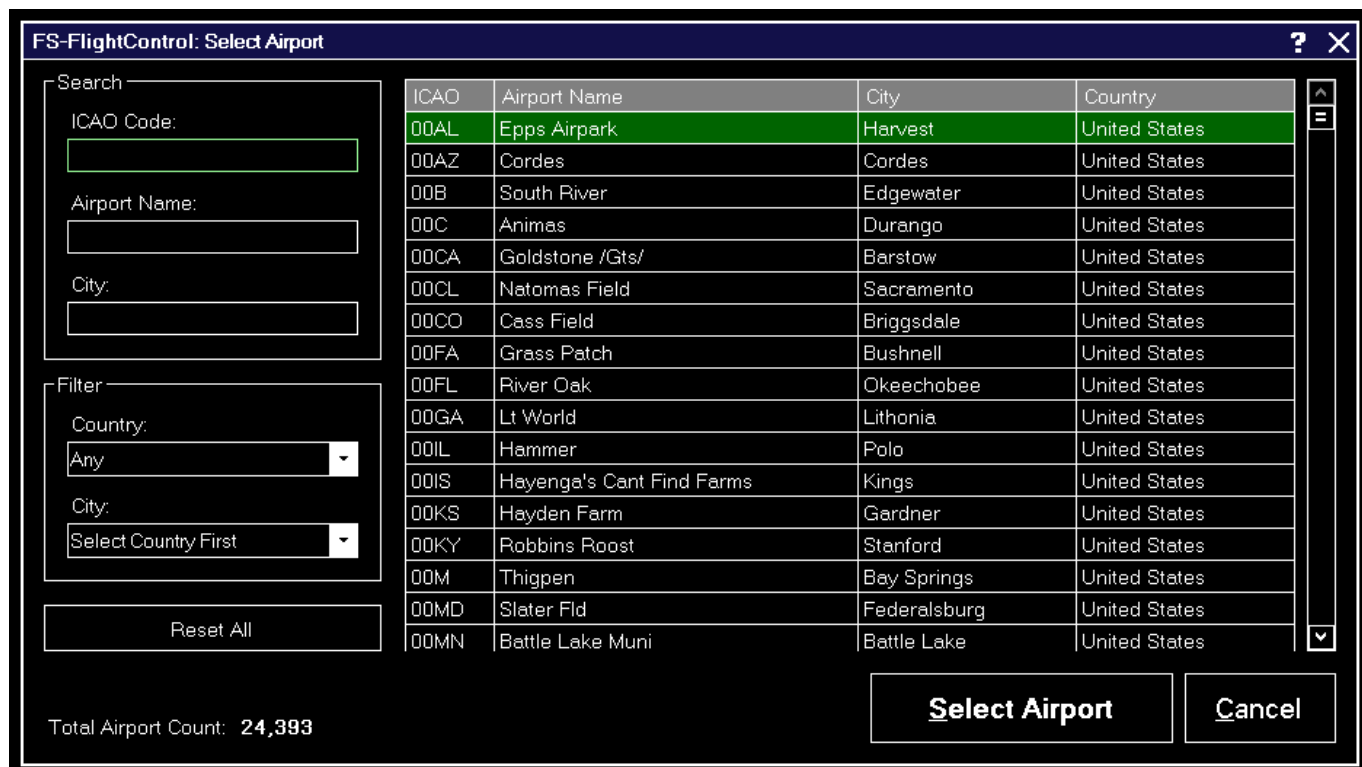 FS-FlightControl: Select Airport ? X
Search
ICAO Code:
Airport Name:
City:
Filter
Country:
Any
City:
Select Country First
Reset All
Total Airport Count: 24,393
ICAO Airport Name City Country
00AL Epps Airpark Harvest United States
00AZ Cordes Cordes United States
00B South River Edgewater United States
00C Animas Durango United States
00CA Goldstone /Gts/ Barstow United States
00CL Natomas Field Sacramento United States
00CO Cass Field Briggsdale United States
00FA Grass Patch Bushnell United States
00FL River Oak Okeechobee United States
00GA Lt World Lithonia United States
00IL Hammer Polo United States
00IS Hayenga's Cant Find Farms Kings United States
00KS Hayden Farm Gardner United States
00KY Robbins Roost Stanford United States
00M Thigpen Bay Springs United States
00MD Slater Fld Federalsburg United States
00MN Battle Lake Muni Battle Lake United States
Select Airport Cancel